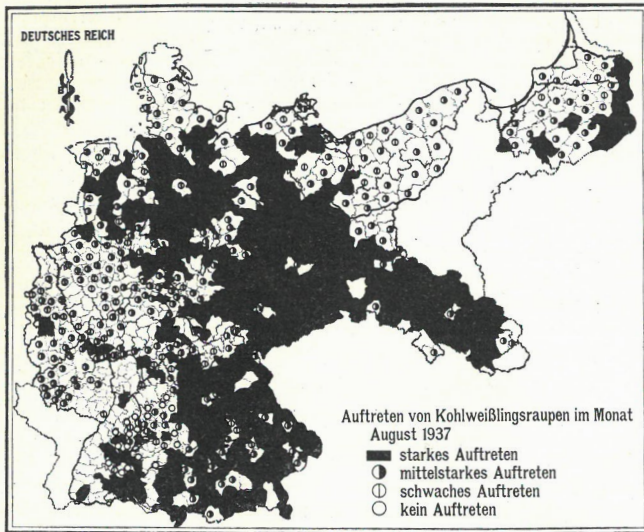 DEUTSCHES REICH
B R
Auftreten von Kohlweißlingsraupen im Monat
August 1937
starkes Auftreten
mittelstarkes Auftreten
schwaches Auftreten
kein Auftreten